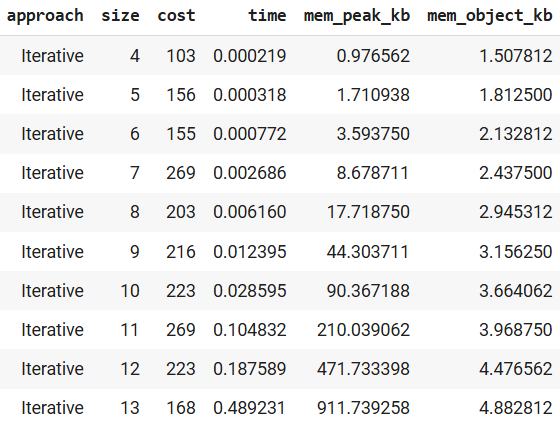 approach size cost time mem_peak_kb mem_object_kb
Iterative 4 103 0.000219 0.976562 1.507812
Iterative 5 156 0.000318 1.710938 1.812500
Iterative 6 155 0.000772 3.593750 2.132812
Iterative 7 269 0.002686 8.678711 2.437500
Iterative 8 203 0.006160 17.718750 2.945312
Iterative 9 216 0.012395 44.303711 3.156250
Iterative 10 223 0.028595 90.367188 3.664062
Iterative 11 269 0.104832 210.039062 3.968750
Iterative 12 223 0.187589 471.733398 4.476562
Iterative 13 168 0.489231 911.739258 4.882812